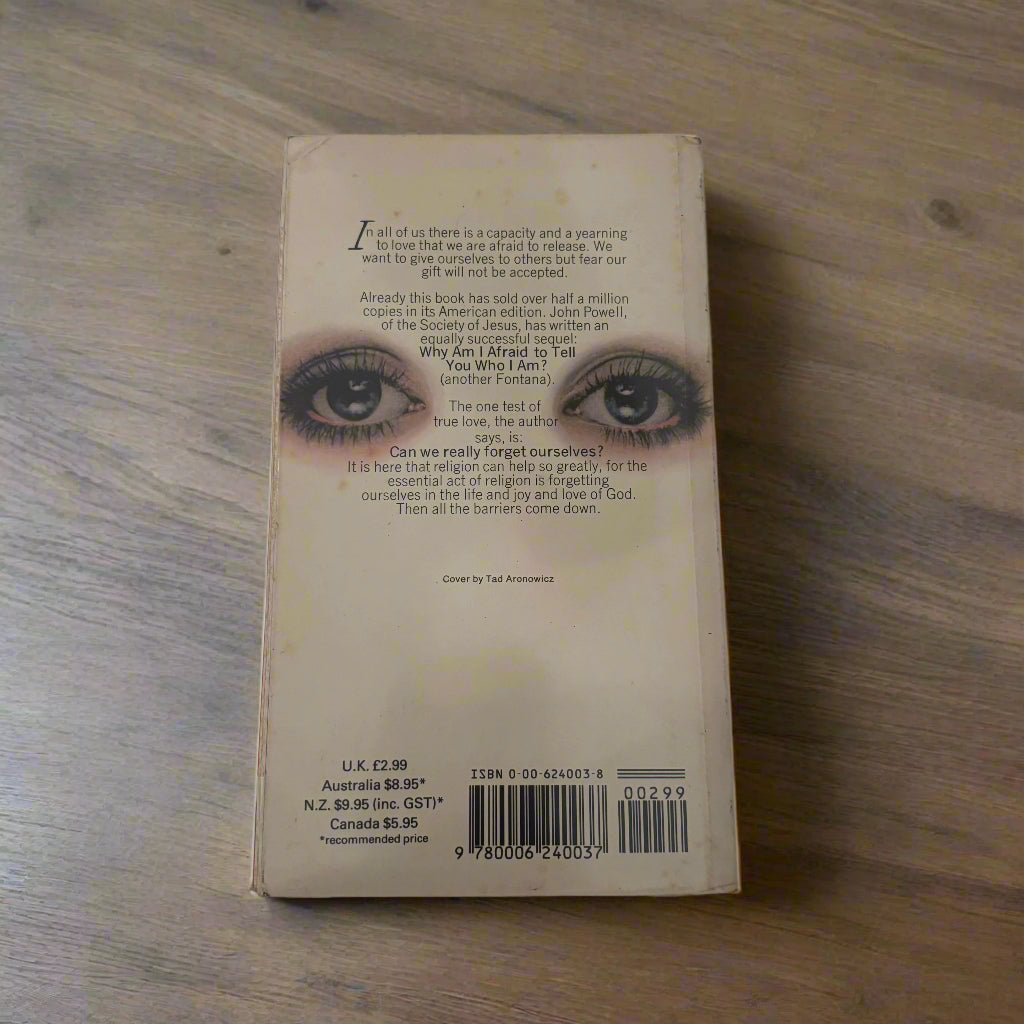 In all of us there is a capacity and a yearning
to love that we are afraid to release. We
want to give ourselves to others but fear our
gift will not be accepted.
Already this book has sold over half a million
copies in its American edition. John Powell,
of the Society of Jesus, has written an
equally successful sequel:
Why Am I Afraid to Tell
You Who I Am?
(another Fontana).
The one test of
true love, the author
says, is:
Can we really forget ourselves?
It is here that religion can help so greatly, for the
essential act of religion is forgetting
ourselves in the life and joy and love of God.
Then all the barriers come down.
Cover by Tad Aronowicz
U.K. £2.99
Australia $8.95*
N.Z. $9.95 (inc. GST)*
Canada $5.95
*recommended price
ISBN 0-00-624003-8
00299
9 780006 240037